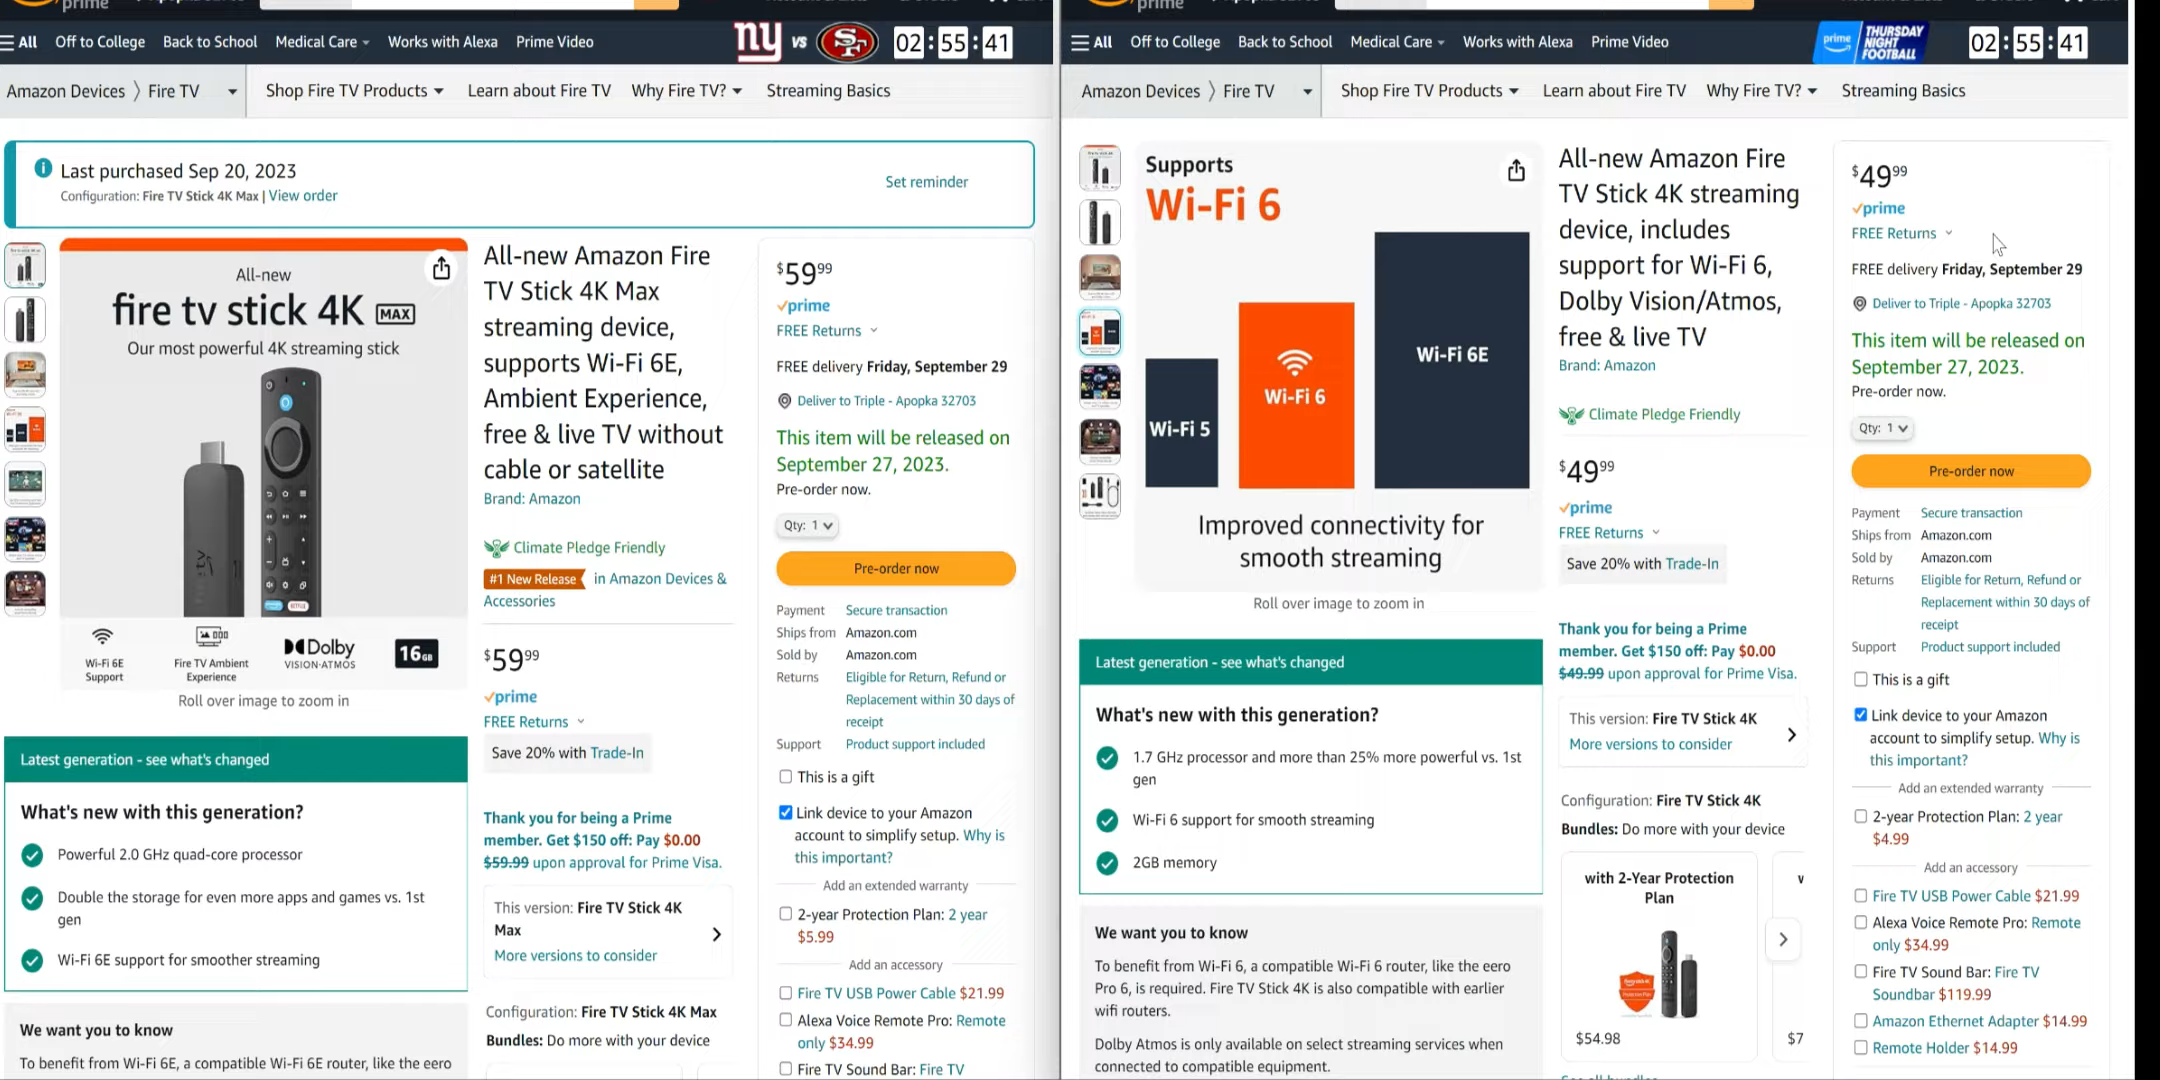 prime
All Off to College Back to School Medical Care Works with Alexa Prime Video
ny vs SF 02:55:41
Amazon Devices Fire TV Shop Fire TV Products Learn about Fire TV Why Fire TV? Streaming Basics
Last purchased Sep 20, 2023
Configuration: Fire TV Stick 4K Max | View order
Set reminder
All-new
fire tv stick 4K MAX
Our most powerful 4K streaming stick
fire tv
Wi-Fi 6E
Support
Fire TV Ambient
Experience
Dolby
VISION·ATMOS
16GB
Roll over image to zoom in
Latest generation - see what's changed
What's new with this generation?
Powerful 2.0 GHz quad-core processor
Double the storage for even more apps and games vs. 1st
gen
Wi-Fi 6E support for smoother streaming
We want you to know
To benefit from Wi-Fi 6E, a compatible Wi-Fi 6E router, like the eero
All-new Amazon Fire
TV Stick 4K Max
streaming device,
supports Wi-Fi 6E,
Ambient Experience,
free & live TV without
cable or satellite
Brand: Amazon
Climate Pledge Friendly
#1 New Release in Amazon Devices &
Accessories
$59.99
prime
FREE Returns
Save 20% with Trade-In
Thank you for being a Prime
member. Get $150 off: Pay $0.00
$59.99 upon approval for Prime Visa.
This version: Fire TV Stick 4K
Max
More versions to consider
Configuration: Fire TV Stick 4K Max
Bundles: Do more with your device
$59.99
prime
FREE Returns
FREE delivery Friday, September 29
Deliver to Triple - Apopka 32703
This item will be released on
September 27, 2023.
Pre-order now.
Qty: 1
Pre-order now
Payment Secure transaction
Ships from Amazon.com
Sold by Amazon.com
Returns Eligible for Return, Refund or
Replacement within 30 days of
receipt
Support Product support included
This is a gift
Link device to your Amazon
account to simplify setup. Why is
this important?
Add an extended warranty
2-year Protection Plan: 2 year
$5.99
Add an accessory
Fire TV USB Power Cable $21.99
Alexa Voice Remote Pro: Remote
only $34.99
Fire TV Sound Bar: Fire TV
prime
All Off to College Back to School Medical Care Works with Alexa Prime Video
prime THURSDAY
NIGHT
FOOTBALL
02:55:41
Amazon Devices Fire TV Shop Fire TV Products Learn about Fire TV Why Fire TV? Streaming Basics
Supports
Wi-Fi 6
Wi-Fi 5
Wi-Fi 6
Wi-Fi 6E
Improved connectivity for
smooth streaming
Roll over image to zoom in
Latest generation - see what's changed
What's new with this generation?
1.7 GHz processor and more than 25% more powerful vs. 1st
gen
Wi-Fi 6 support for smooth streaming
2GB memory
We want you to know
To benefit from Wi-Fi 6, a compatible Wi-Fi 6 router, like the eero
Pro 6, is required. Fire TV Stick 4K is also compatible with earlier
wifi routers.
Dolby Atmos is only available on select streaming services when
connected to compatible equipment.
All-new Amazon Fire
TV Stick 4K streaming
device, includes
support for Wi-Fi 6,
Dolby Vision/Atmos,
free & live TV
Brand: Amazon
Climate Pledge Friendly
$49.99
prime
FREE Returns
Save 20% with Trade-In
Thank you for being a Prime
member. Get $150 off: Pay $0.00
$49.99 upon approval for Prime Visa.
This version: Fire TV Stick 4K
More versions to consider
Configuration: Fire TV Stick 4K
Bundles: Do more with your device
with 2-Year Protection
Plan
$54.98
$7
$49.99
prime
FREE Returns
FREE delivery Friday, September 29
Deliver to Triple - Apopka 32703
This item will be released on
September 27, 2023.
Pre-order now.
Qty: 1
Pre-order now
Payment Secure transaction
Ships from Amazon.com
Sold by Amazon.com
Returns Eligible for Return, Refund or
Replacement within 30 days of
receipt
Support Product support included
This is a gift
Link device to your Amazon
account to simplify setup. Why is
this important?
Add an extended warranty
2-year Protection Plan: 2 year
$4.99
Add an accessory
Fire TV USB Power Cable $21.99
Alexa Voice Remote Pro: Remote
only $34.99
Fire TV Sound Bar: Fire TV
Soundbar $119.99
Amazon Ethernet Adapter $14.99
Remote Holder $14.99